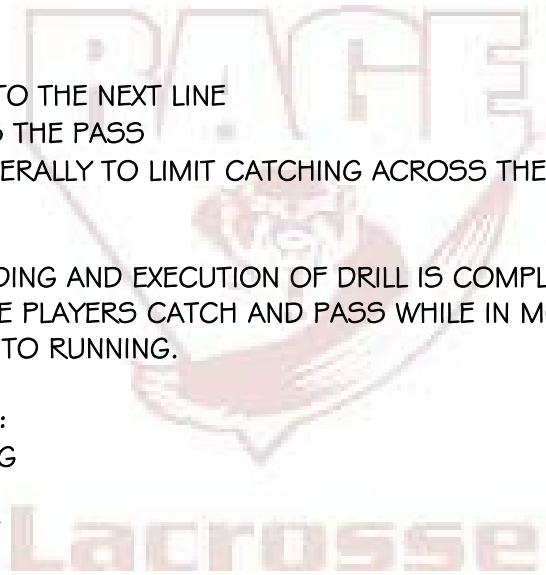 RAGE
TO THE NEXT LINE
THE PASS
ERALLY TO LIMIT CATCHING ACROSS THE
DING AND EXECUTION OF DRILL IS COMPL
E PLAYERS CATCH AND PASS WHILE IN M
TO RUNNING.
:
G
Lacrosse